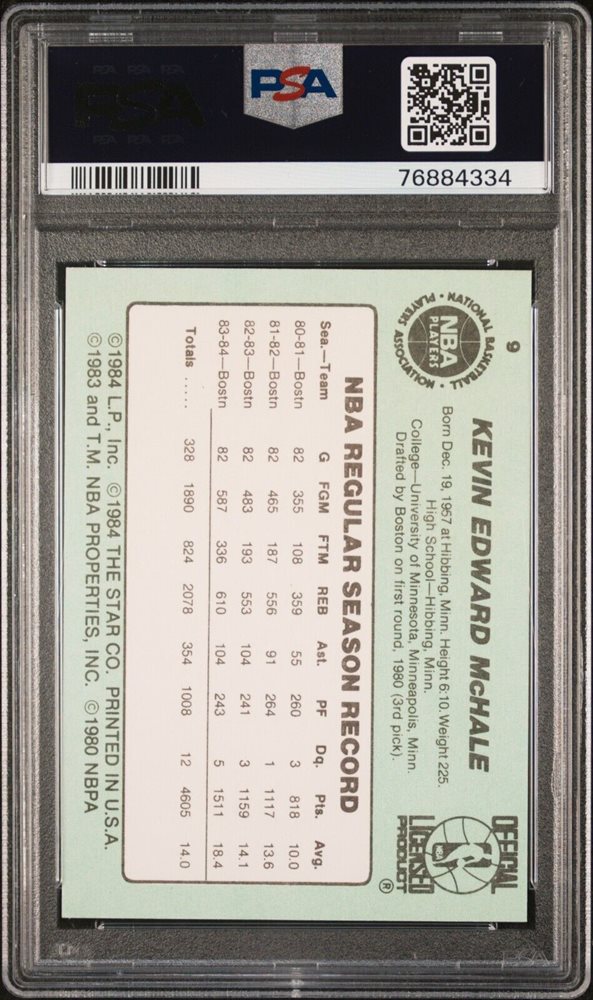 PSA
76884334
9
NATIONAL BASKETBALL PLAYERS ASSOCIATION
NBA
PLAYERS
KEVIN EDWARD McHALE
Born Dec. 19, 1957 at Hibbing, Minn. Height 6:10. Weight 225.
High School—Hibbing, Minn.
College—University of Minnesota, Minneapolis, Minn.
Drafted by Boston on first round, 1980 (3rd pick).
OFFICIAL
NBA
LICENSED
PRODUCT
®
NBA REGULAR SEASON RECORD
Sea.—Team G FGM FTM REB Ast. PF Dq. Pts. Avg.
80-81—Bostn 82 355 108 359 55 260 3 818 10.0
81-82—Bostn 82 465 187 556 91 264 1 1117 13.6
82-83—Bostn 82 483 193 553 104 241 3 1159 14.1
83-84—Bostn 82 587 336 610 104 243 5 1511 18.4
Totals ..... 328 1890 824 2078 354 1008 12 4605 14.0
©1984 L.P., Inc. ©1984 THE STAR CO. PRINTED IN U.S.A.
©1983 and T.M. NBA PROPERTIES, INC. ©1980 NBPA